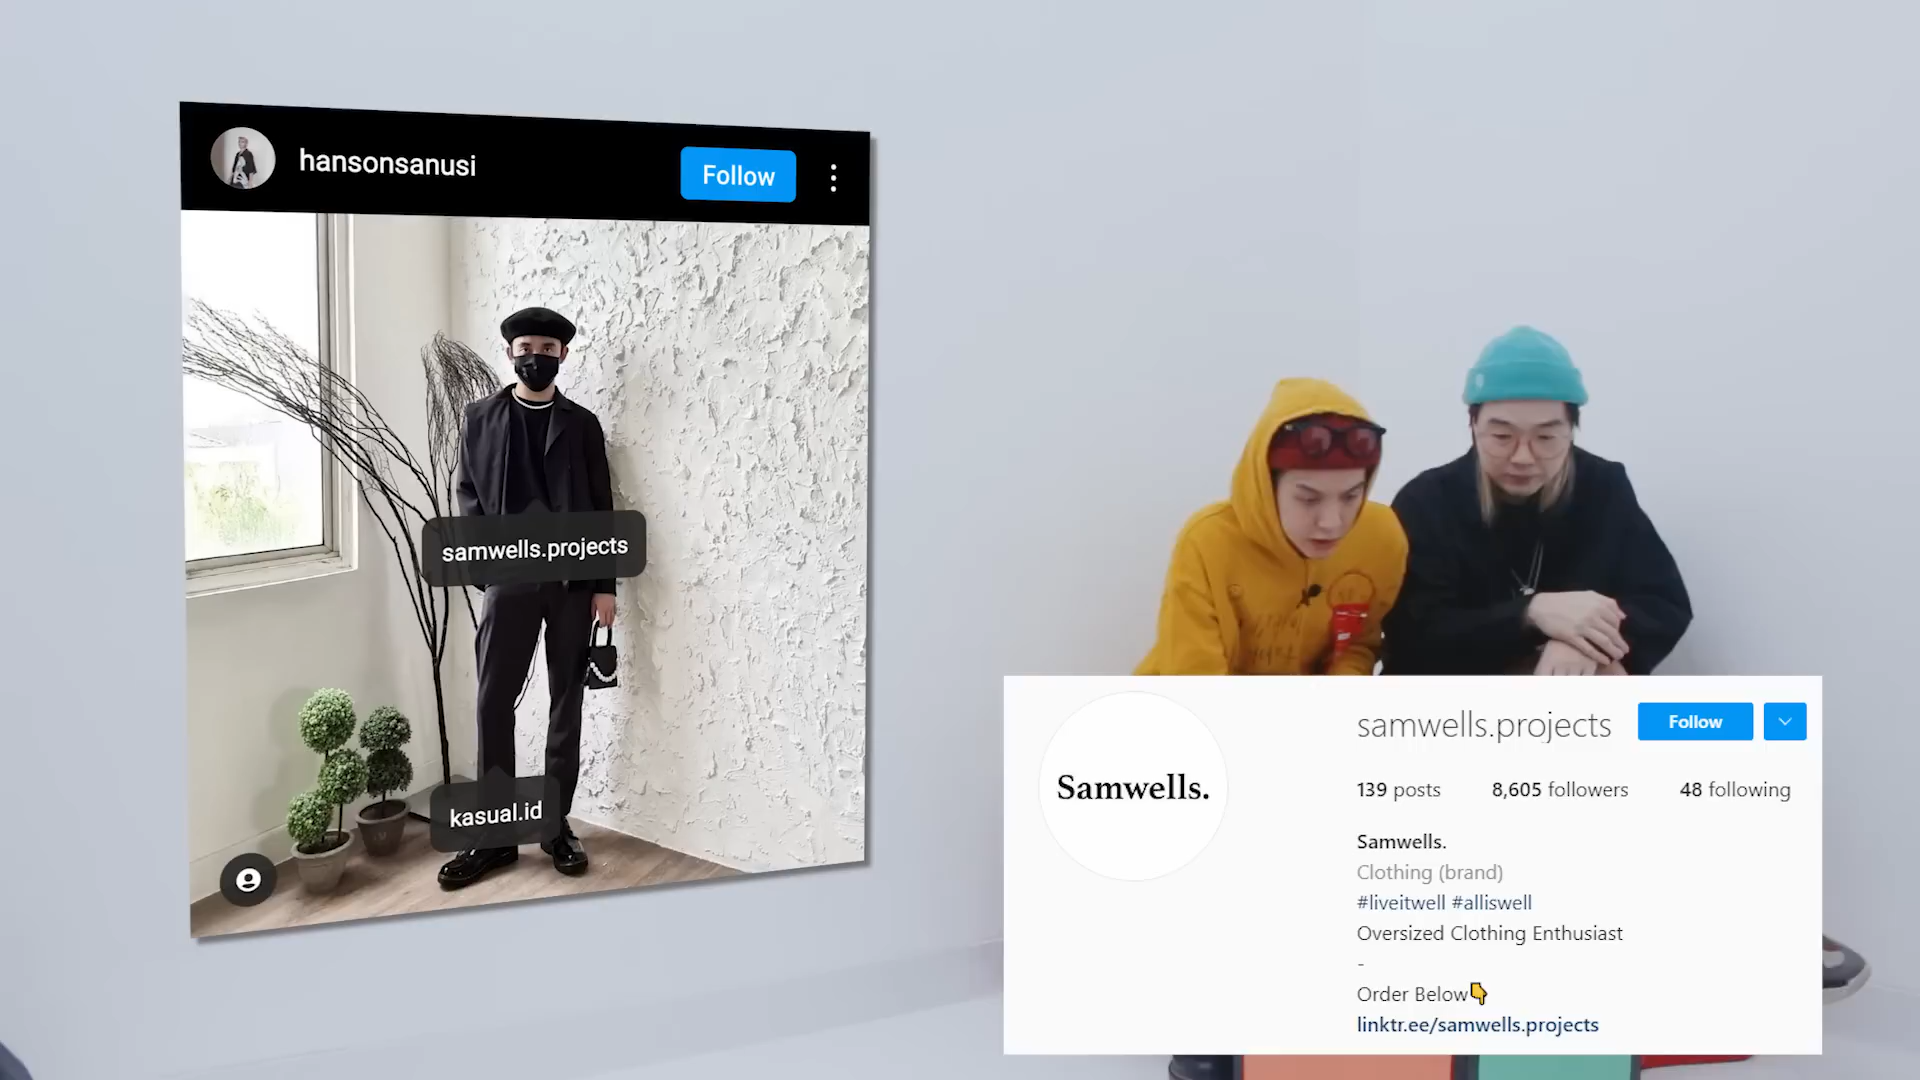 hansonsanusi
Follow
samwells.projects
kasual.id
samwells.projects
Follow
Samwells.
139 posts 8,605 followers 48 following
Samwells.
Clothing (brand)
#liveitwell #alliswell
Oversized Clothing Enthusiast
-
Order Below👇
linktr.ee/samwells.projects